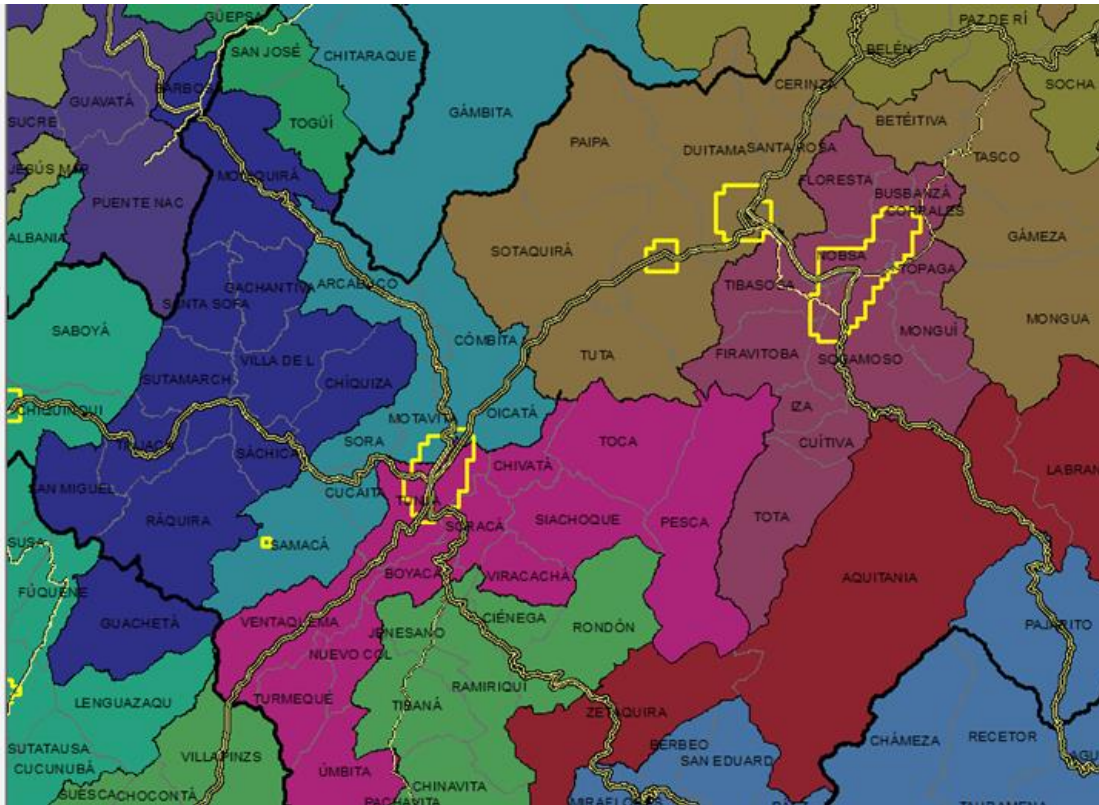 GÜEPSA
PAZ DE RÍ
SAN JOSÉ
CHITARAQUE
BELÉN
CERINZA
SOCHA
BARBOSA
GUAVATÁ
GÁMBITA
BETÉITIVA
SUCRE
TOGÜÍ
PAIPA
DUITAMA
SANTA ROSA
TASCO
JESÚS MAR
MONIQUIRÁ
FLORESTA
BUSBANZÁ
CORRALES
PUENTE NAC
ALBANIA
SOTAQUIRÁ
NOBSA
GÁMEZA
TÓPAGA
ARCABUCO
GACHANTIVÁ
TIBASOSA
SANTA SOFÍA
MONGUA
SABOYÁ
CÓMBITA
MONGUÍ
VILLA DE L
TUTA
FIRAVITOBA
SOGAMOSO
SUTAMARCH
CHÍQUIZA
IZA
CHIQUINQUI
MOTAVITA
OICATÁ
TINJACÁ
SORA
TOCA
CUÍTIVA
SÁCHICA
CHIVATÁ
LABRAN
SAN MIGUEL
CUCAITA
TUNJA
RÁQUIRA
SORACÁ
SIACHOQUE
PESCA
TOTA
SUSA
SAMACÁ
BOYACÁ
VIRACACHÁ
AQUITANIA
FÚQUENE
GUACHETÁ
VENTAQUEMA
CIÉNEGA
PAJARITO
JENESANO
RONDÓN
NUEVO COL
LENGUAZAQU
TURMEQUE
TIBANÁ
RAMIRIQUÍ
ZETAQUIRA
CHÁMEZA
RECETOR
SUTATAUSA
VILLAPINZS
BERBEO
SAN EDUARD
CUCUNUBÁ
ÚMBITA
CHINAVITA
AGU
SUESCA
CHOCONTÁ
PACHAVITA
MIRAFLORES